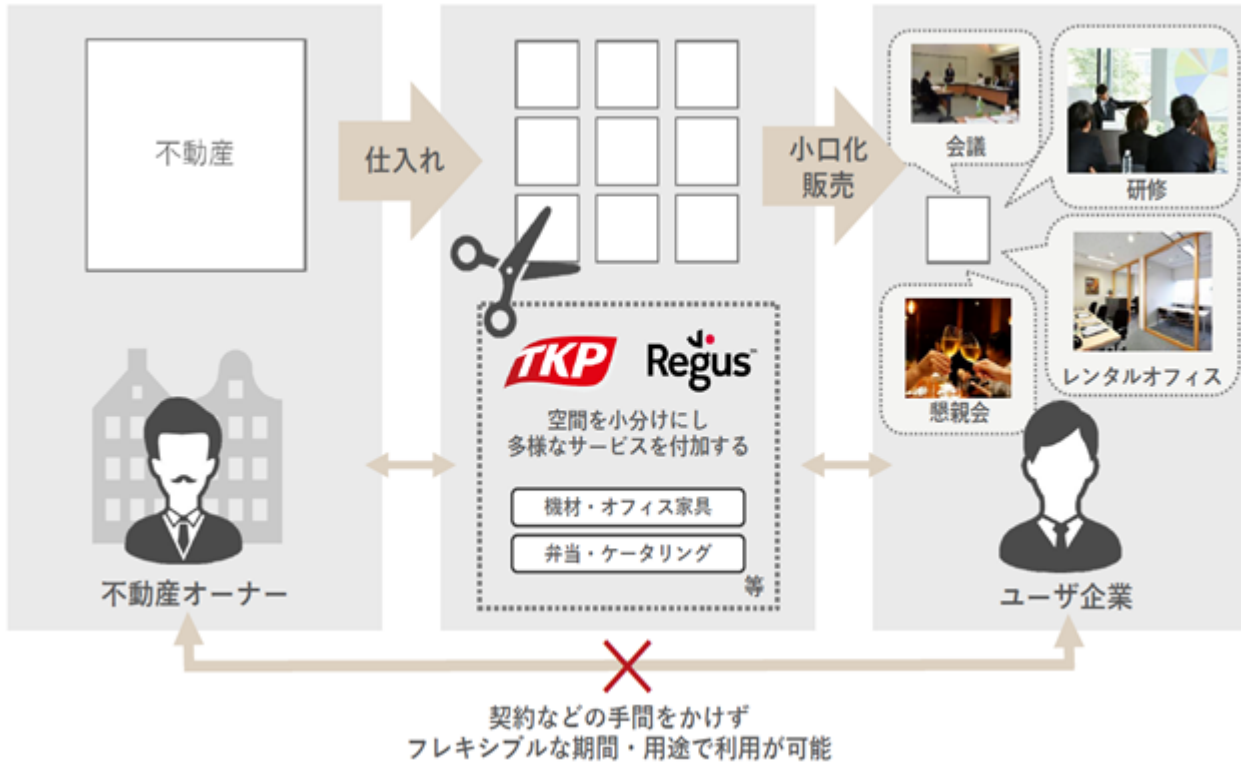 不動産
仕入れ
小口化
販売
会議
研修
レンタルオフィス
懇親会
TKP
Regus™
空間を小分けにし
多様なサービスを付加する
機材・オフィス家具
弁当・ケータリング
等
不動産オーナー
ユーザ企業
契約などの手間をかけず
フレキシブルな期間・用途で利用が可能